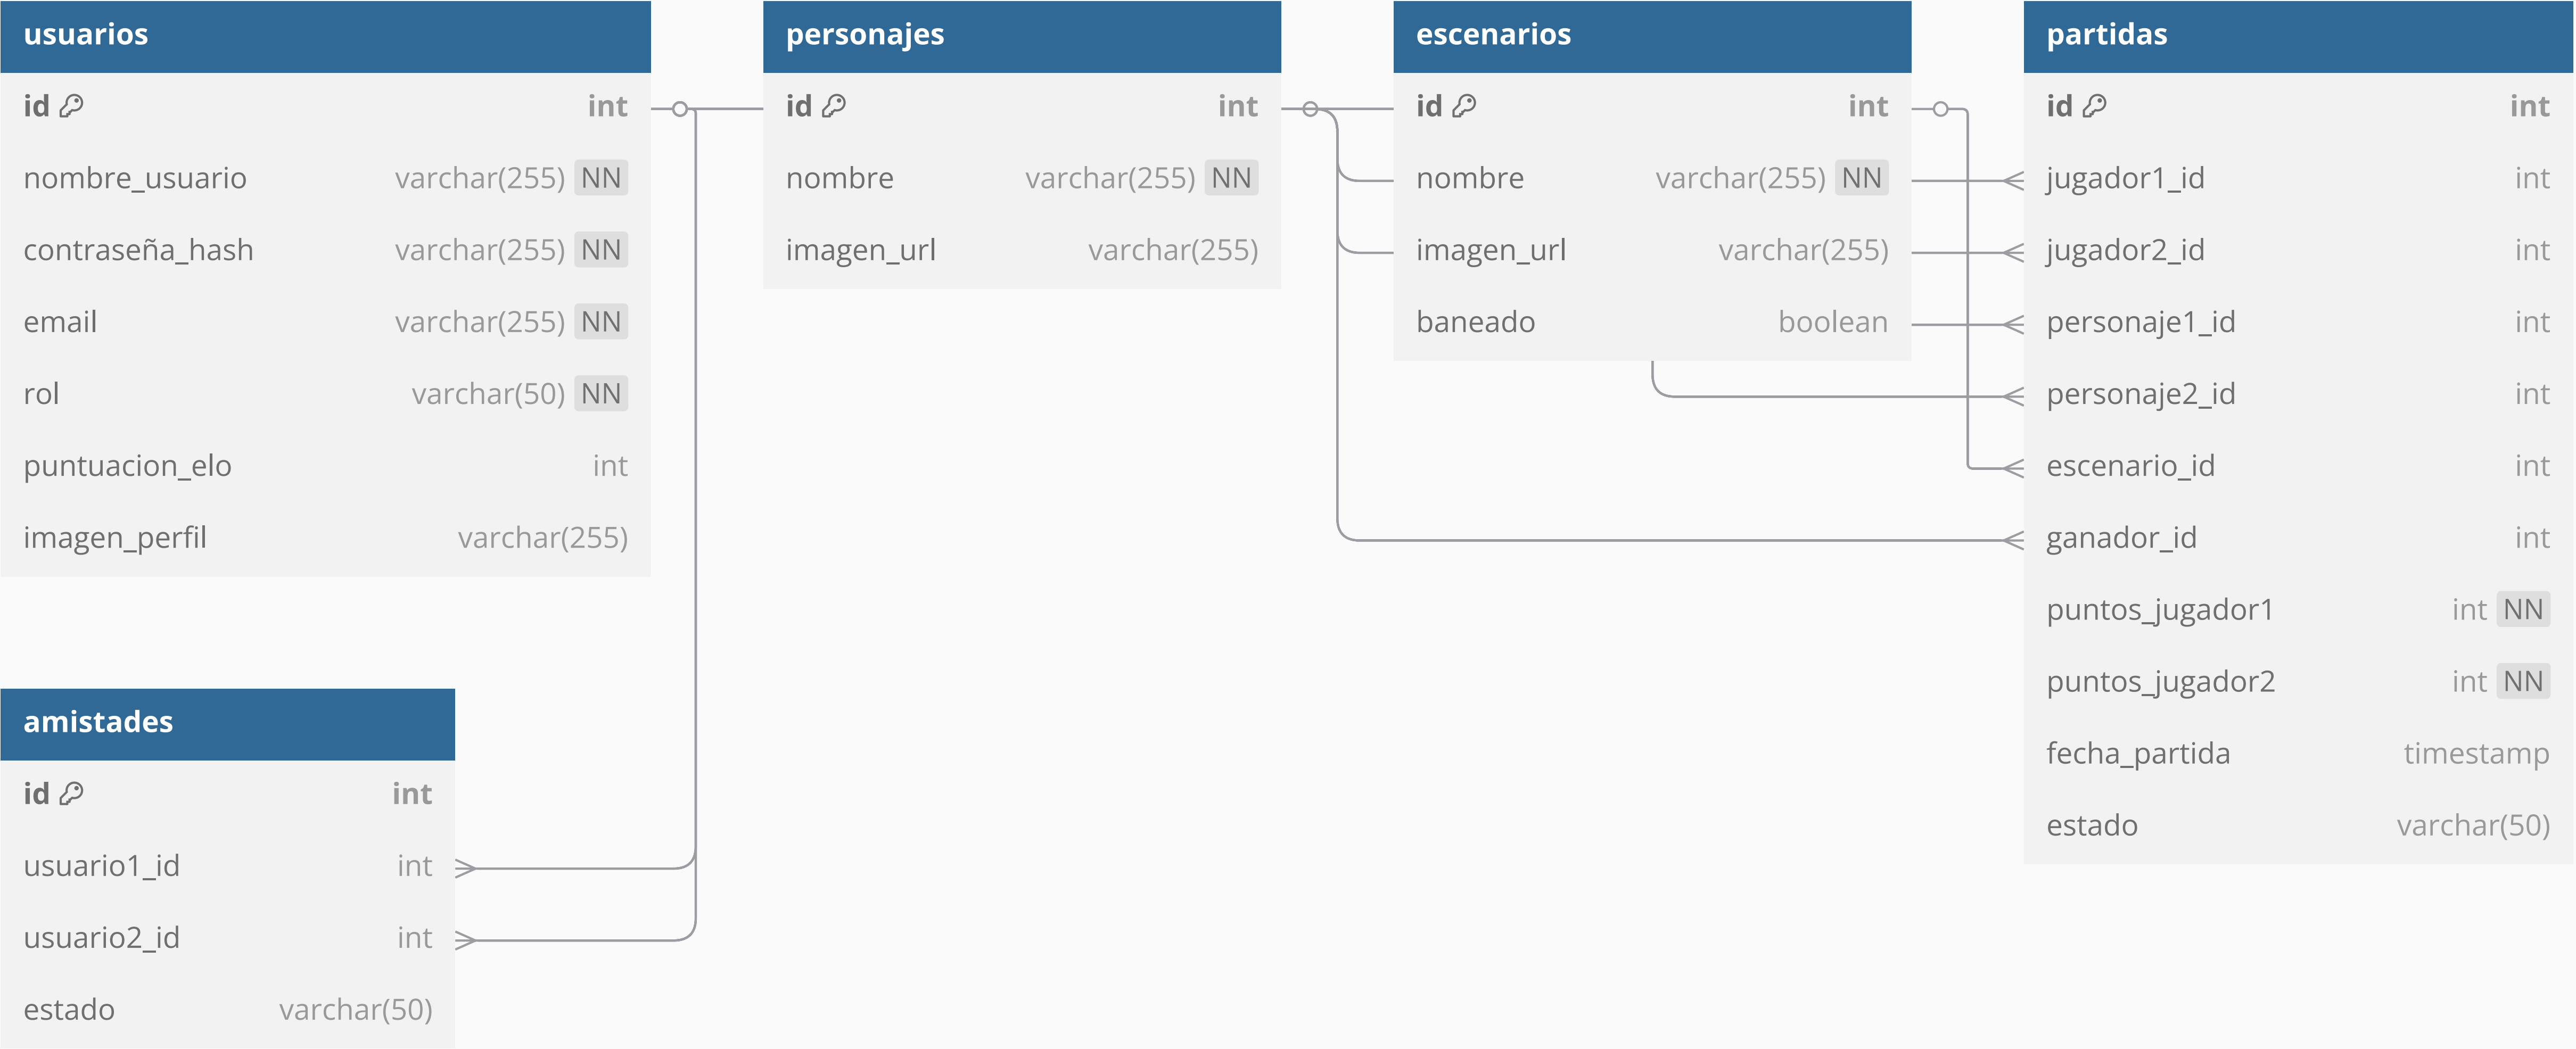 usuarios
id int
nombre_usuario varchar(255) NN
contraseña_hash varchar(255) NN
email varchar(255) NN
rol varchar(50) NN
puntuacion_elo int
imagen_perfil varchar(255)
personajes
id int
nombre varchar(255) NN
imagen_url varchar(255)
escenarios
id int
nombre varchar(255) NN
imagen_url varchar(255)
baneado boolean
partidas
id int
jugador1_id int
jugador2_id int
personaje1_id int
personaje2_id int
escenario_id int
ganador_id int
puntos_jugador1 int NN
puntos_jugador2 int NN
fecha_partida timestamp
estado varchar(50)
amistades
id int
usuario1_id int
usuario2_id int
estado varchar(50)